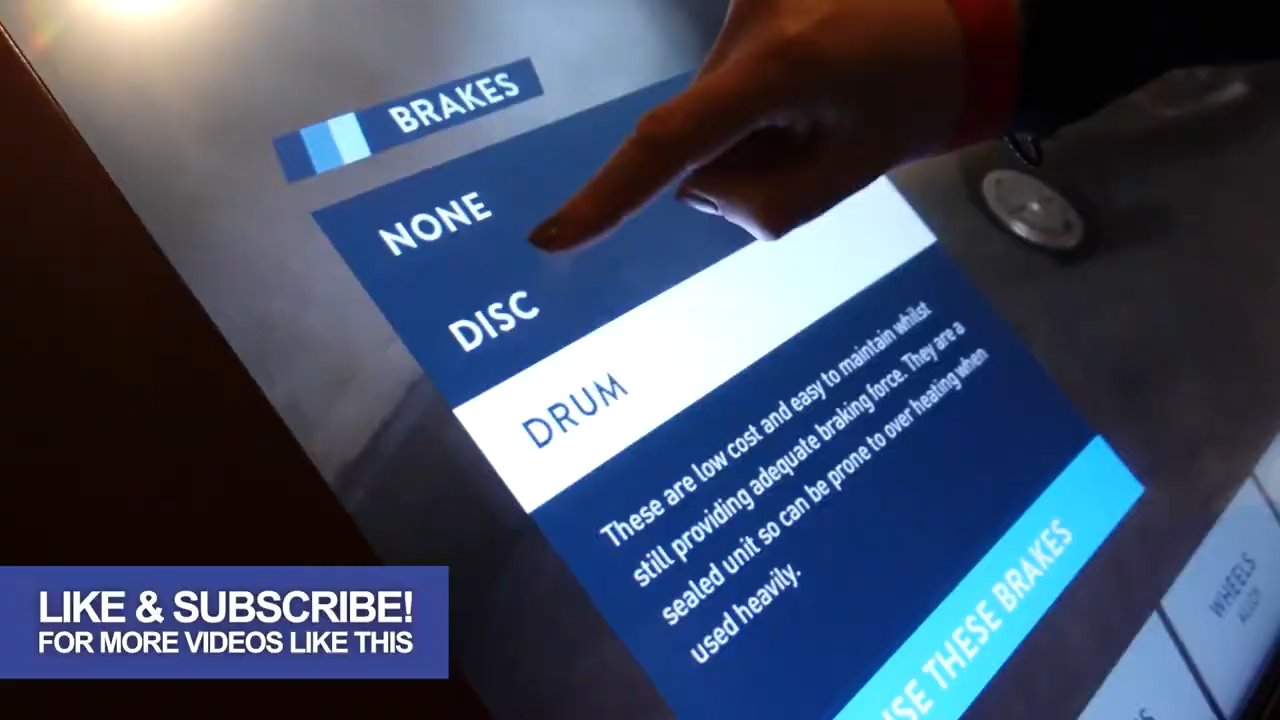 BRAKES
NONE
DISC
DRUM
These are low cost and easy to maintain whilst
still providing adequate braking force. They are a
sealed unit so can be prone to over heating when
used heavily.
THESE BRAKES
WHEELS
ALLOY
LIKE & SUBSCRIBE!
FOR MORE VIDEOS LIKE THIS